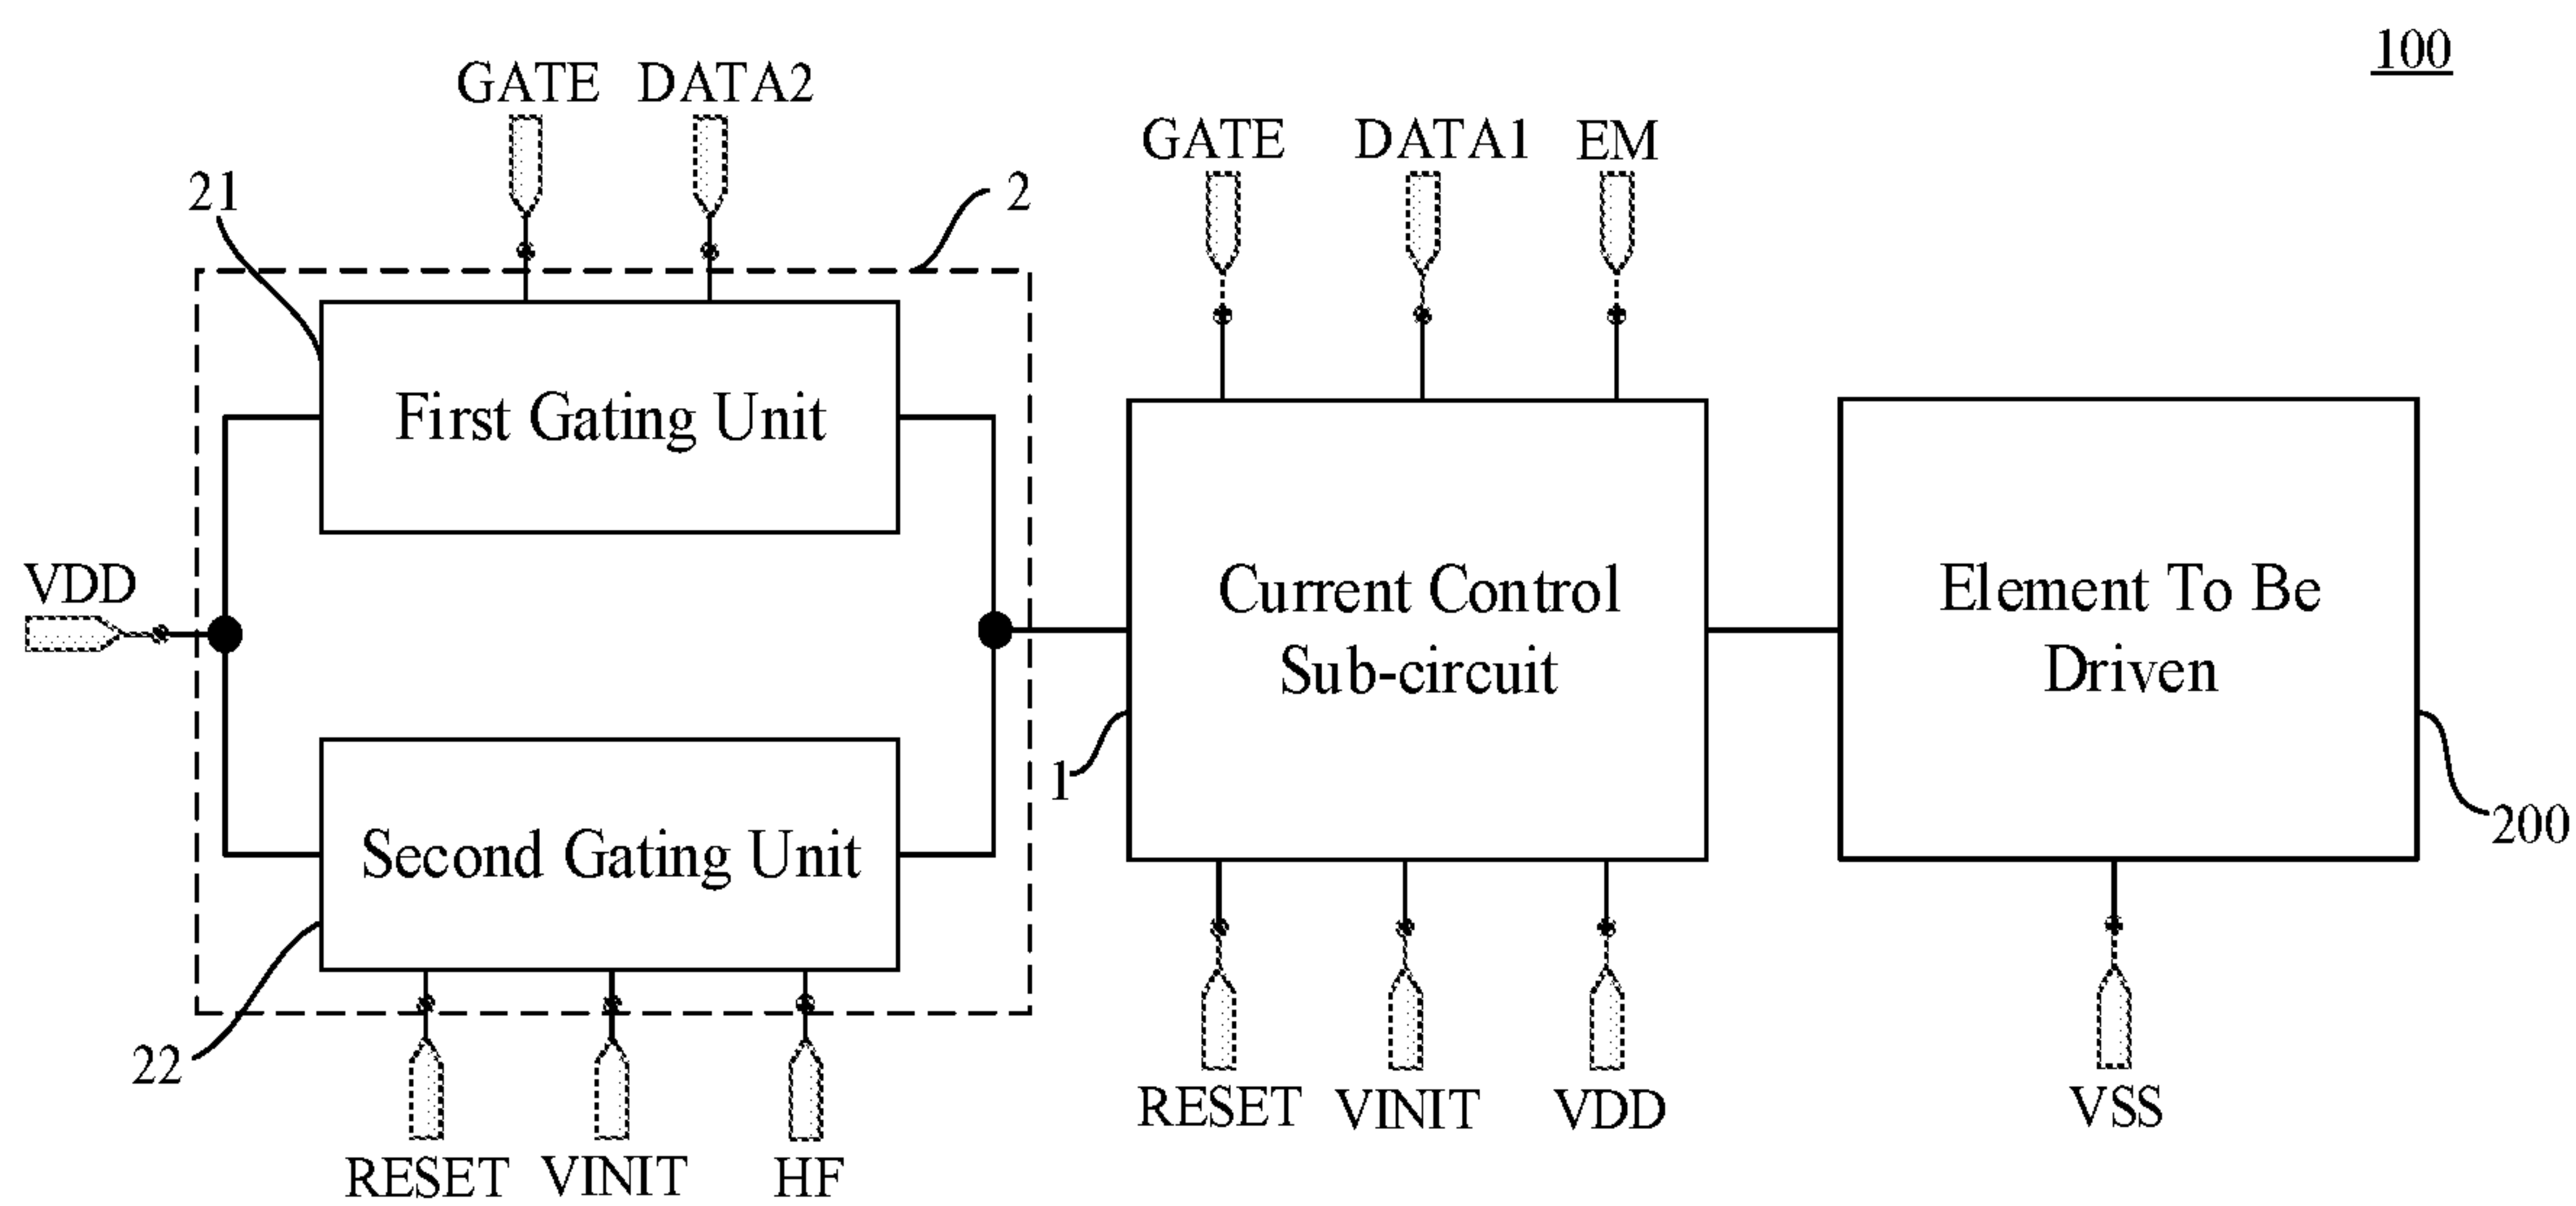 100
GATE DATA2
GATE DATA1 EM
21
2
First Gating Unit
VDD
Current Control
Sub-circuit
Element To Be
Driven
1
200
Second Gating Unit
22
RESET VINIT HF
RESET VINIT VDD
VSS